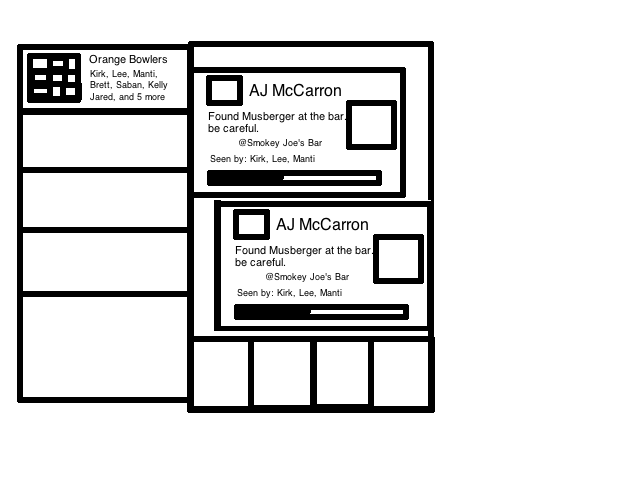 Orange Bowlers
Kirk, Lee, Manti,
Brett, Saban, Kelly
Jared, and 5 more
AJ McCarron
Found Musberger at the bar.
be careful.
@Smokey Joe's Bar
Seen by: Kirk, Lee, Manti
AJ McCarron
Found Musberger at the bar.
be careful.
@Smokey Joe's Bar
Seen by: Kirk, Lee, Manti